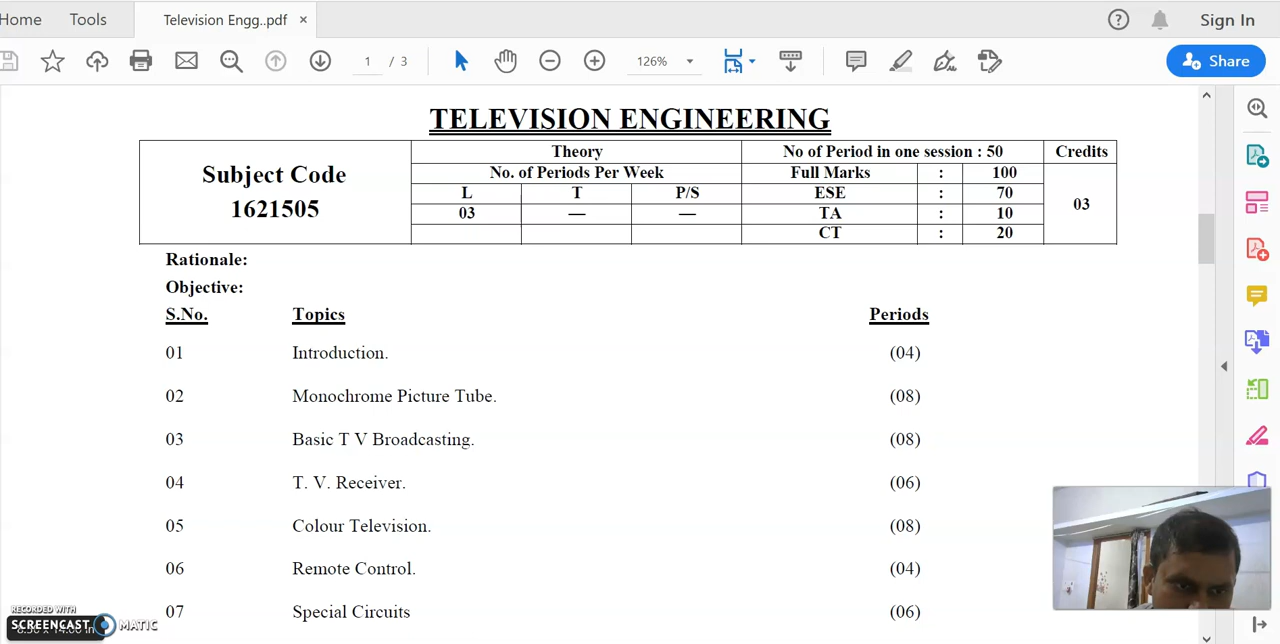 Home Tools Television Engg..pdf × Sign In
1 / 3 126% Share
TELEVISION ENGINEERING
Subject Code
1621505
Theory No of Period in one session : 50 Credits
No. of Periods Per Week Full Marks : 100
L T P/S ESE : 70
03 — — TA : 10 03
CT : 20
Rationale:
Objective:
S.No. Topics Periods
01 Introduction. (04)
02 Monochrome Picture Tube. (08)
03 Basic T V Broadcasting. (08)
04 T. V. Receiver. (06)
05 Colour Television. (08)
06 Remote Control. (04)
07 Special Circuits (06)
RECORDED WITH
SCREENCAST MATIC